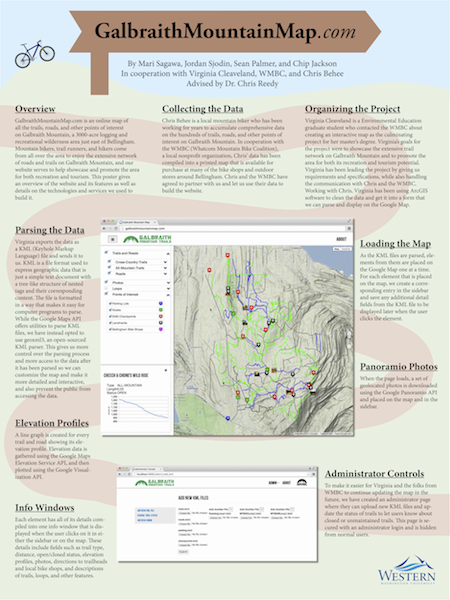 GalbraithMountainMap.com
By Mari Sagawa, Jordan Sjodin, Sean Palmer, and Chip Jackson
In cooperation with Virginia Cleaveland, WMBC, and Chris Behee
Advised by Dr. Chris Reedy
Overview
GalbraithMountainMap.com is an online map of
all the trails, roads, and other points of interest
on Galbraith Mountain, a 3000-acre logging and
recreational wilderness area just east of Bellingham.
Mountain bikers, trail runners, and hikers come
from all over the area to enjoy the extensive network
of roads and trails on Galbraith Mountain, and our
website serves to help showcase and promote the area
for both recreation and tourism. This poster gives
an overview of the website and its features as well as
details on the technologies and services we used to
build it.
Collecting the Data
Chris Behee is a local mountain biker who has been
working for years to accumulate comprehensive data
on the hundreds of trails, roads, and other points of
interest on Galbraith Mountain. In cooperation with
the WMBC (Whatcom Mountain Bike Coalition),
a local nonprofit organization, Chris' data has been
compiled into a printed map that is available for
purchase at many of the bike shops and outdoor
stores around Bellingham. Chris and the WMBC have
agreed to partner with us and let us use their data to
build the website.
Organizing the Project
Virginia Cleaveland is a Environmental Education
graduate student who contacted the WMBC about
creating an interactive map as the culminating
project for her master's degree. Virginia's goals for
the project were to showcase the extensive trail
network on Galbraith Mountain and to promote the
area for both its recreation and tourism potential.
Virginia has been leading the project by giving us
requirements and specifications, while also handling
the communication with Chris and the WMBC.
Working with Chris, Virginia has been using ArcGIS
software to clean the data and get it into a form that
we can parse and display on the Google Map.
Parsing the Data
Virginia exports the data as
a KML (Keyhole Markup
Language) file and sends it to
us. KML is a file format used to
express geographic data that is
just a simple text document with
a tree-like structure of nested
tags and their corresponding
content. The file is formatted
in a way that makes it easy for
computer programs to parse.
While the Google Maps API
offers utilities to parse KML
files, we have instead opted to
use geoxml3, an open-sourced
KML parser. This gives us more
control over the parsing process
and more access to the data after
it has been parsed so we can
customize the map and make it
more detailed and interactive,
and also prevent the public from
accessing the data.
galbraithmountainmap.com
GALBRAITH
MOUNTAIN TRAILS
ABOUT
Trails and Roads
Cross Country Trails
All Mountain Trails
Roads
Photos
Loops
Points of Interest
Parking Lots
Kiosks
EMS Checkpoints
Landmarks
Bellingham Bike Shops
Type: ALL-MOUNTAIN
Status: OPEN
Loading the Map
As the KML files are parsed, ele-
ments from them are placed on
the Google Map one at a time.
For each element that is placed
on the map, we create a cor-
responding entry in the sidebar
and save any additional detail
fields from the KML file to be
displayed later when the user
clicks the element.
Panoramio Photos
When the page loads, a set of
geolocated photos is downloaded
using the Google Panoramio API
and placed on the map and in the
sidebar.
Elevation Profiles
A line graph is created for every
trail and road showing its ele-
vation profile. Elevation data is
gathered using the Google Maps
Elevation Service API, and then
plotted using the Google Visual-
ization API.
Info Windows
Each element has all of its details com-
piled into one info window that is dis-
played when the user clicks on it in ei-
ther the sidebar or on the map. These
details include fields such as trail type,
distance, open/closed status, elevation
profiles, photos, directions to trailheads
and local bike shops, and descriptions
of trails, loops, and other features.
GALBRAITH
MOUNTAIN TRAILS
ADMIN
ABOUT
ADD NEW KML FILES
Administrator Controls
To make it easier for Virginia and the folks from
WMBC to continue updating the map in the
future, we have created an administrator page
where they can upload new KML files and up-
date the status of trails to let users know about
closed or unmaintained trails. This page is se-
cured with an administrator login and is hidden
from normal users.
WESTERN
WASHINGTON UNIVERSITY